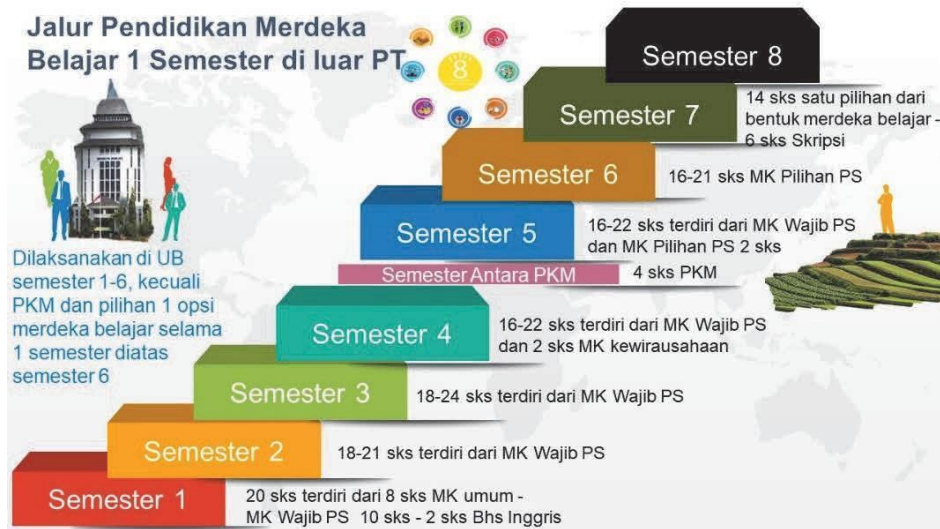 Jalur Pendidikan Merdeka
Belajar 1 Semester di luar PT
8
Semester 8
Semester 7
14 sks satu pilihan dari
bentuk merdeka belajar -
6 sks Skripsi
Semester 6
16-21 sks MK Pilihan PS
Semester 5
16-22 sks terdiri dari MK Wajib PS
dan MK Pilihan PS 2 sks
Semester Antara PKM
4 sks PKM
Dilaksanakan di UB
semester 1-6, kecuali
PKM dan pilihan 1 opsi
merdeka belajar selama
1 semester diatas
semester 6
Semester 4
16-22 sks terdiri dari MK Wajib PS
dan 2 sks MK kewirausahaan
Semester 3
18-24 sks terdiri dari MK Wajib PS
Semester 2
18-21 sks terdiri dari MK Wajib PS
Semester 1
20 sks terdiri dari 8 sks MK umum -
MK Wajib PS 10 sks - 2 sks Bhs Inggris